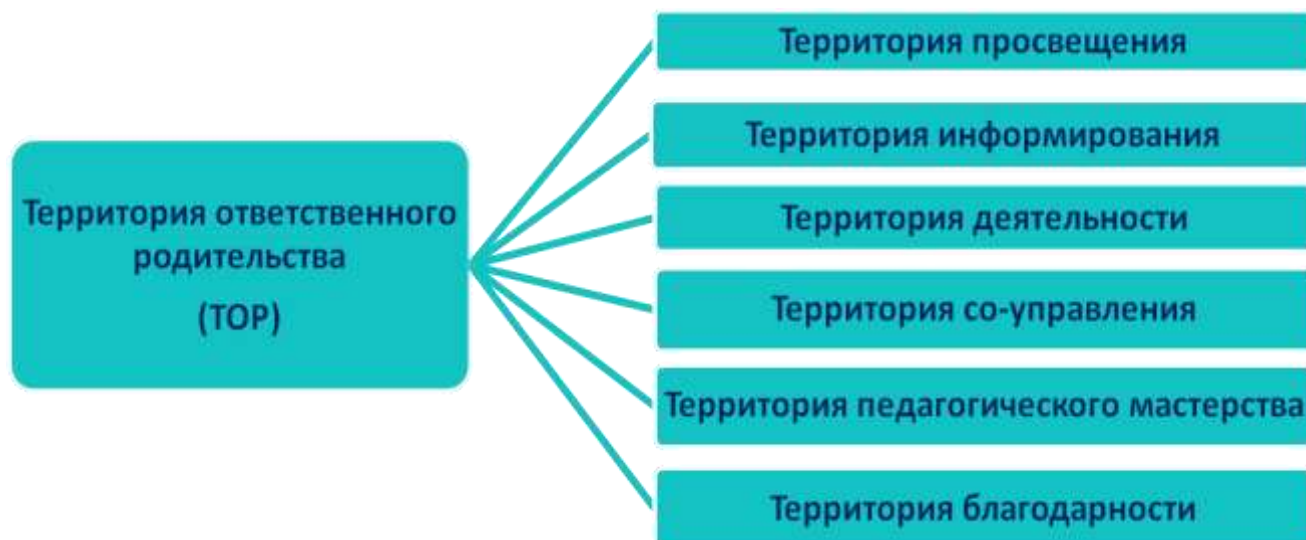 Территория ответственного
родительства
(ТОР)
Территория просвещения
Территория информирования
Территория деятельности
Территория со-управления
Территория педагогического мастерства
Территория благодарности